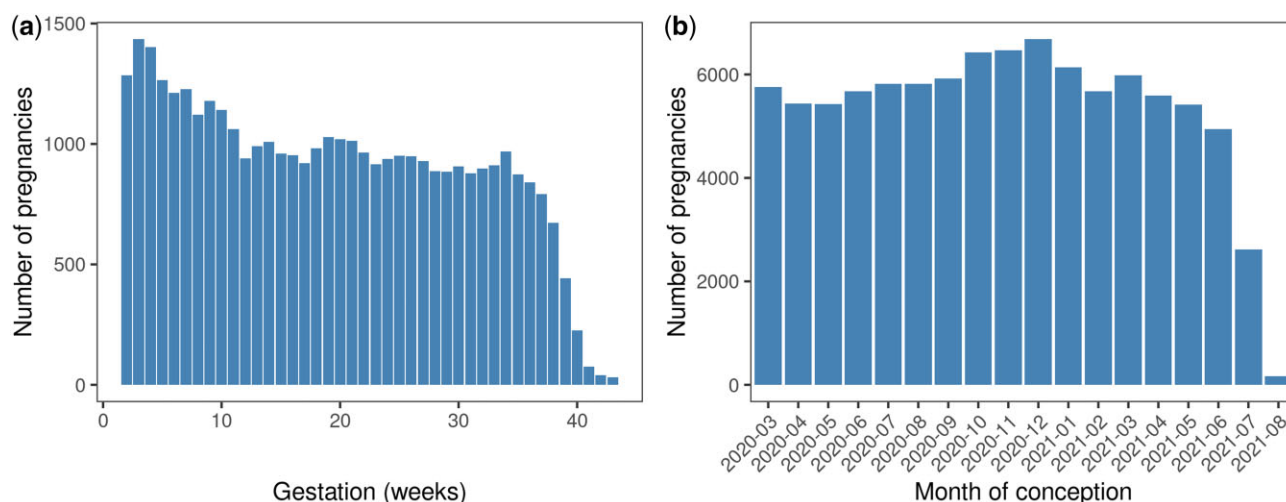 (a)
1500
1000
500
0
Number of pregnancies
0 10 20 30 40
Gestation (weeks)
(b)
6000
4000
2000
0
Number of pregnancies
2020-03 2020-04 2020-05 2020-06 2020-07 2020-08 2020-09 2020-10 2020-11 2020-12 2021-01 2021-02 2021-03 2021-04 2021-05 2021-06 2021-07 2021-08
Month of conception